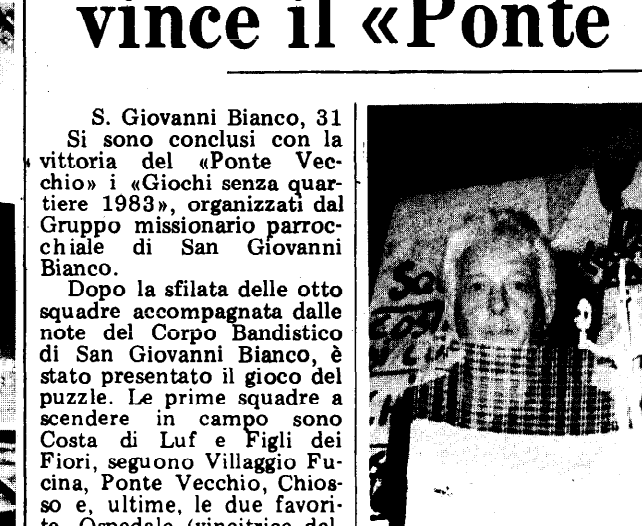 vince il «Ponte
S. Giovanni Bianco, 31
Si sono conclusi con la
vittoria del «Ponte Vec-
chio» i «Giochi senza quar-
tiere 1983», organizzati dal
Gruppo missionario parroc-
chiale di San Giovanni
Bianco.
Dopo la sfilata delle otto
squadre accompagnata dalle
note del Corpo Bandistico
di San Giovanni Bianco, è
stato presentato il gioco del
puzzle. Le prime squadre a
scendere in campo sono
Costa di Luf e Figli dei
Fiori, seguono Villaggio Fu-
cina, Ponte Vecchio, Chios-
so e, ultime, le due favori-
te, Ospedale (vincitrice del